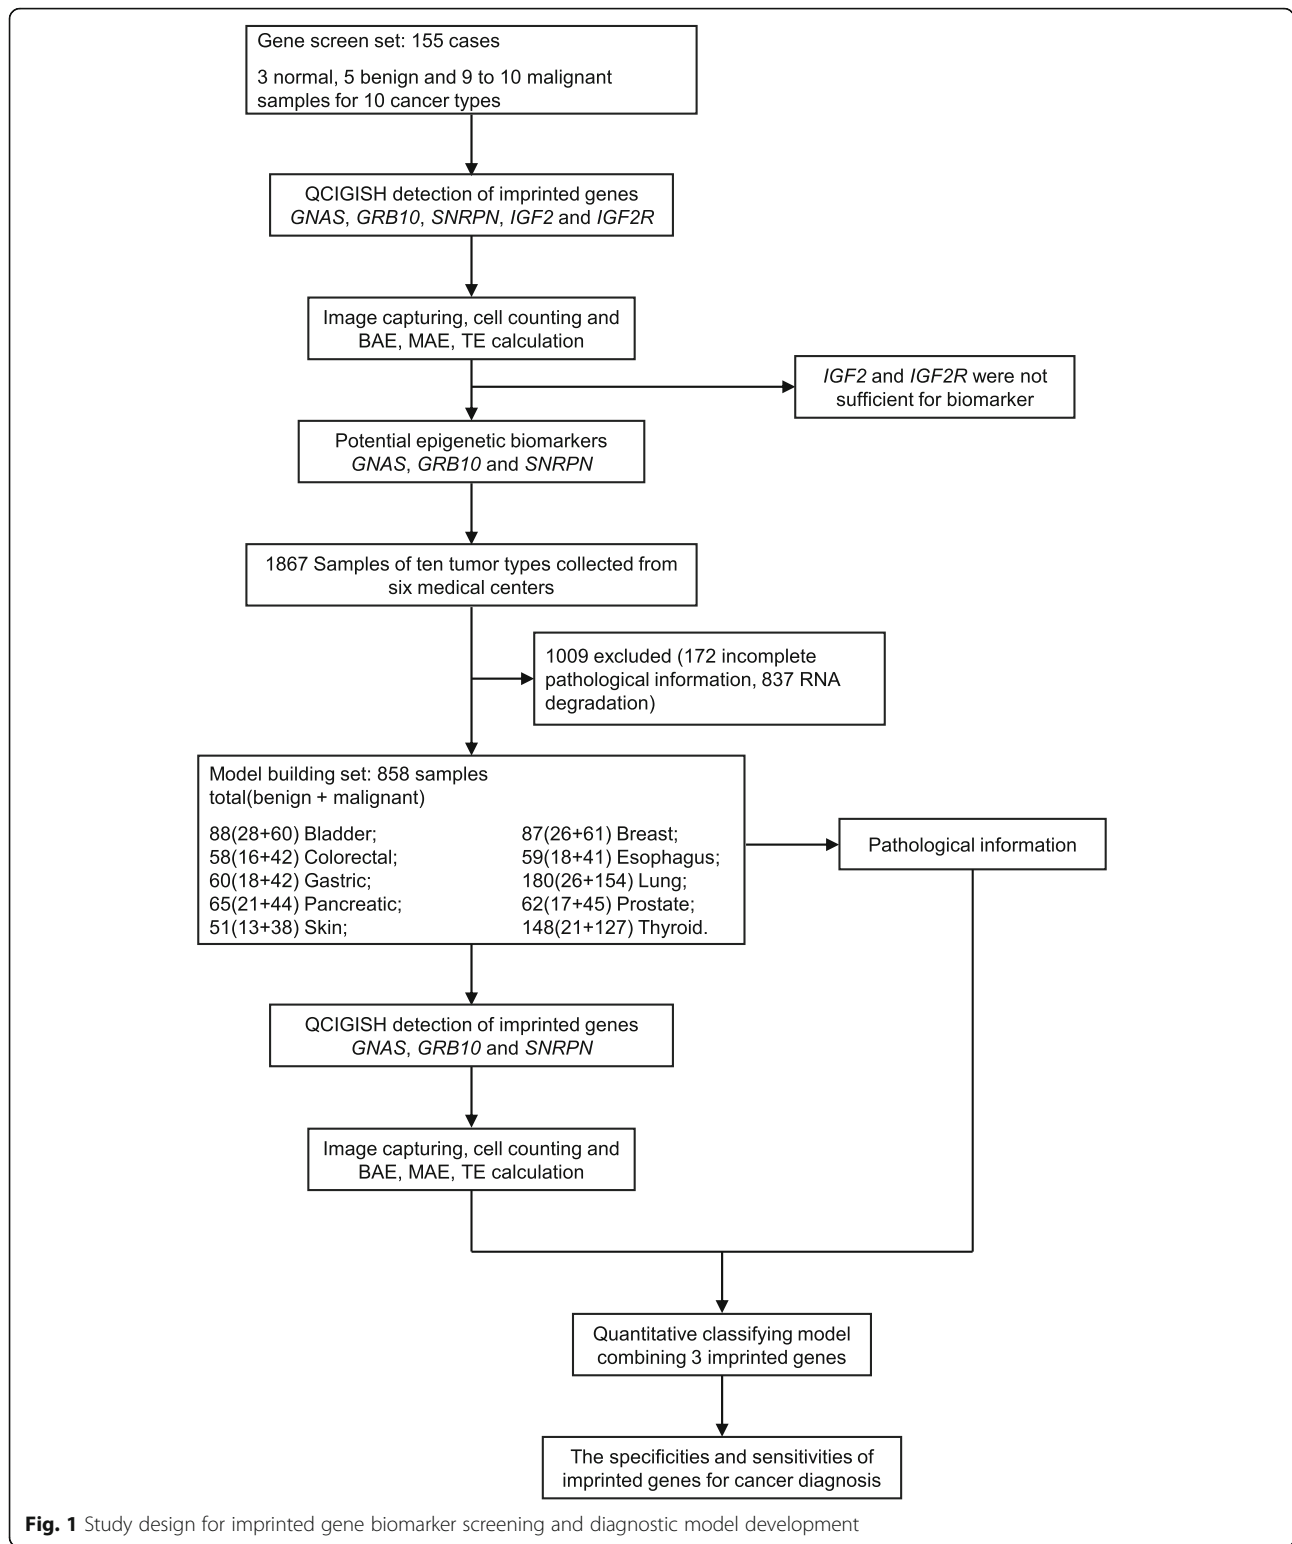 Gene screen set: 155 cases
3 normal, 5 benign and 9 to 10 malignant
samples for 10 cancer types
QCIGISH detection of imprinted genes
GNAS, GRB10, SNRPN, IGF2 and IGF2R
Image capturing, cell counting and
BAE, MAE, TE calculation
IGF2 and IGF2R were not
sufficient for biomarker
Potential epigenetic biomarkers
GNAS, GRB10 and SNRPN
1867 Samples of ten tumor types collected from
six medical centers
1009 excluded (172 incomplete
pathological information, 837 RNA
degradation)
Model building set: 858 samples
total(benign + malignant)
88(28+60) Bladder; 87(26+61) Breast;
58(16+42) Colorectal; 59(18+41) Esophagus;
60(18+42) Gastric; 180(26+154) Lung;
65(21+44) Pancreatic; 62(17+45) Prostate;
51(13+38) Skin; 148(21+127) Thyroid.
Pathological information
QCIGISH detection of imprinted genes
GNAS, GRB10 and SNRPN
Image capturing, cell counting and
BAE, MAE, TE calculation
Quantitative classifying model
combining 3 imprinted genes
The specificities and sensitivities of
imprinted genes for cancer diagnosis
Fig. 1 Study design for imprinted gene biomarker screening and diagnostic model development